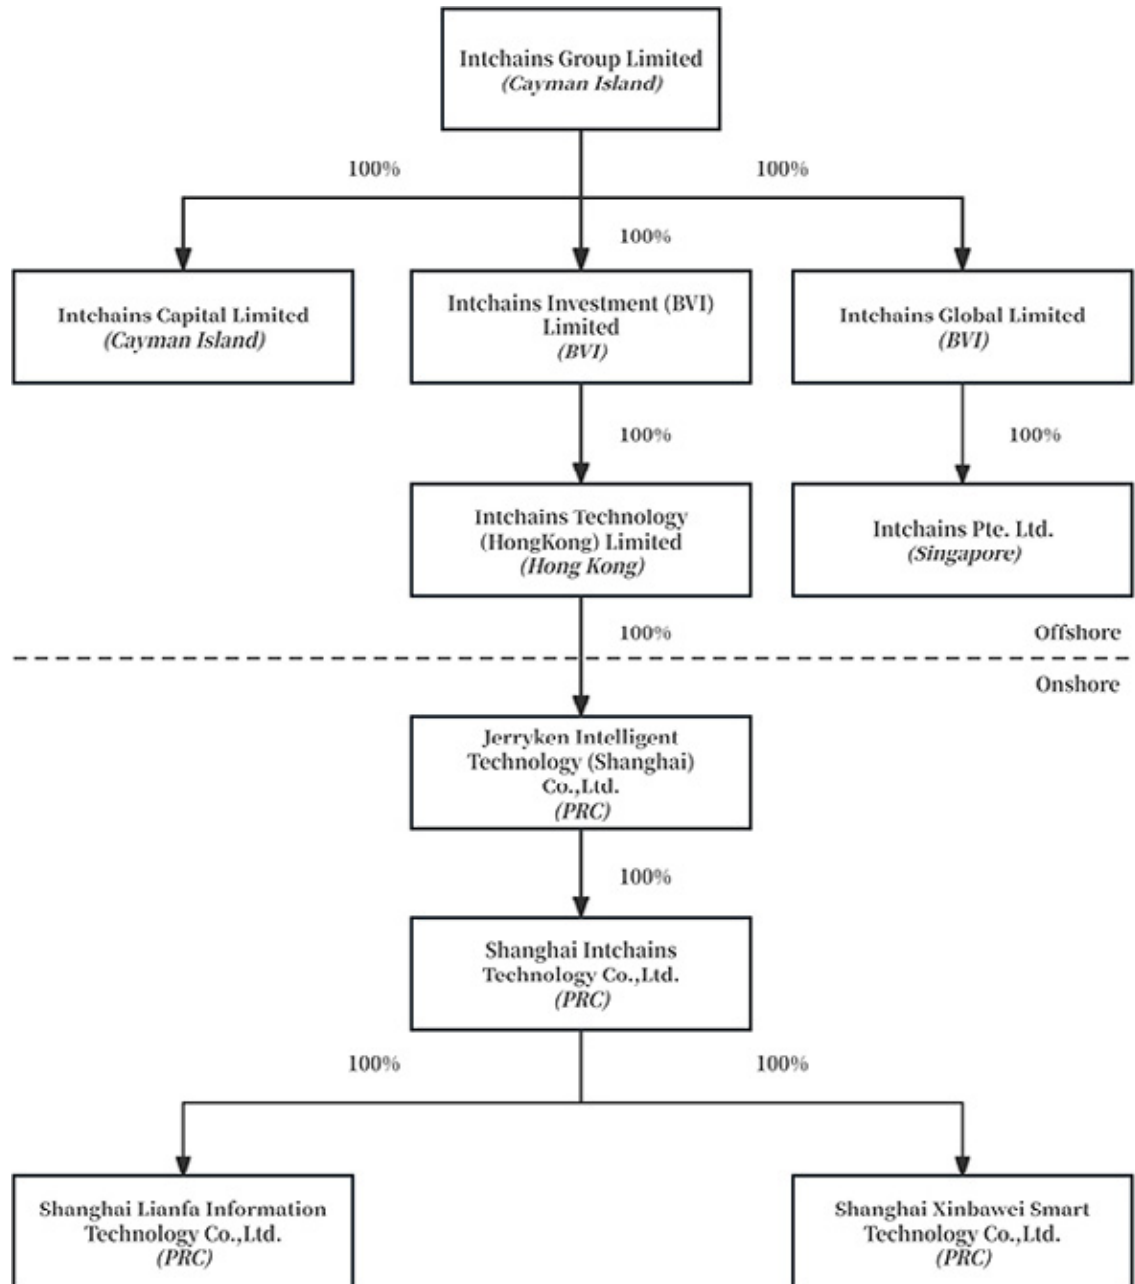 Intchains Group Limited
(Cayman Island)
100%
100%
100%
Intchains Capital Limited
(Cayman Island)
Intchains Investment (BVI)
Limited
(BVI)
Intchains Global Limited
(BVI)
100%
100%
Intchains Technology
(HongKong) Limited
(Hong Kong)
Intchains Pte. Ltd.
(Singapore)
100%
Offshore
Onshore
Jerryken Intelligent
Technology (Shanghai)
Co.,Ltd.
(PRC)
100%
Shanghai Intchains
Technology Co.,Ltd.
(PRC)
100%
100%
Shanghai Lianfa Information
Technology Co.,Ltd.
(PRC)
Shanghai Xinbawei Smart
Technology Co.,Ltd.
(PRC)